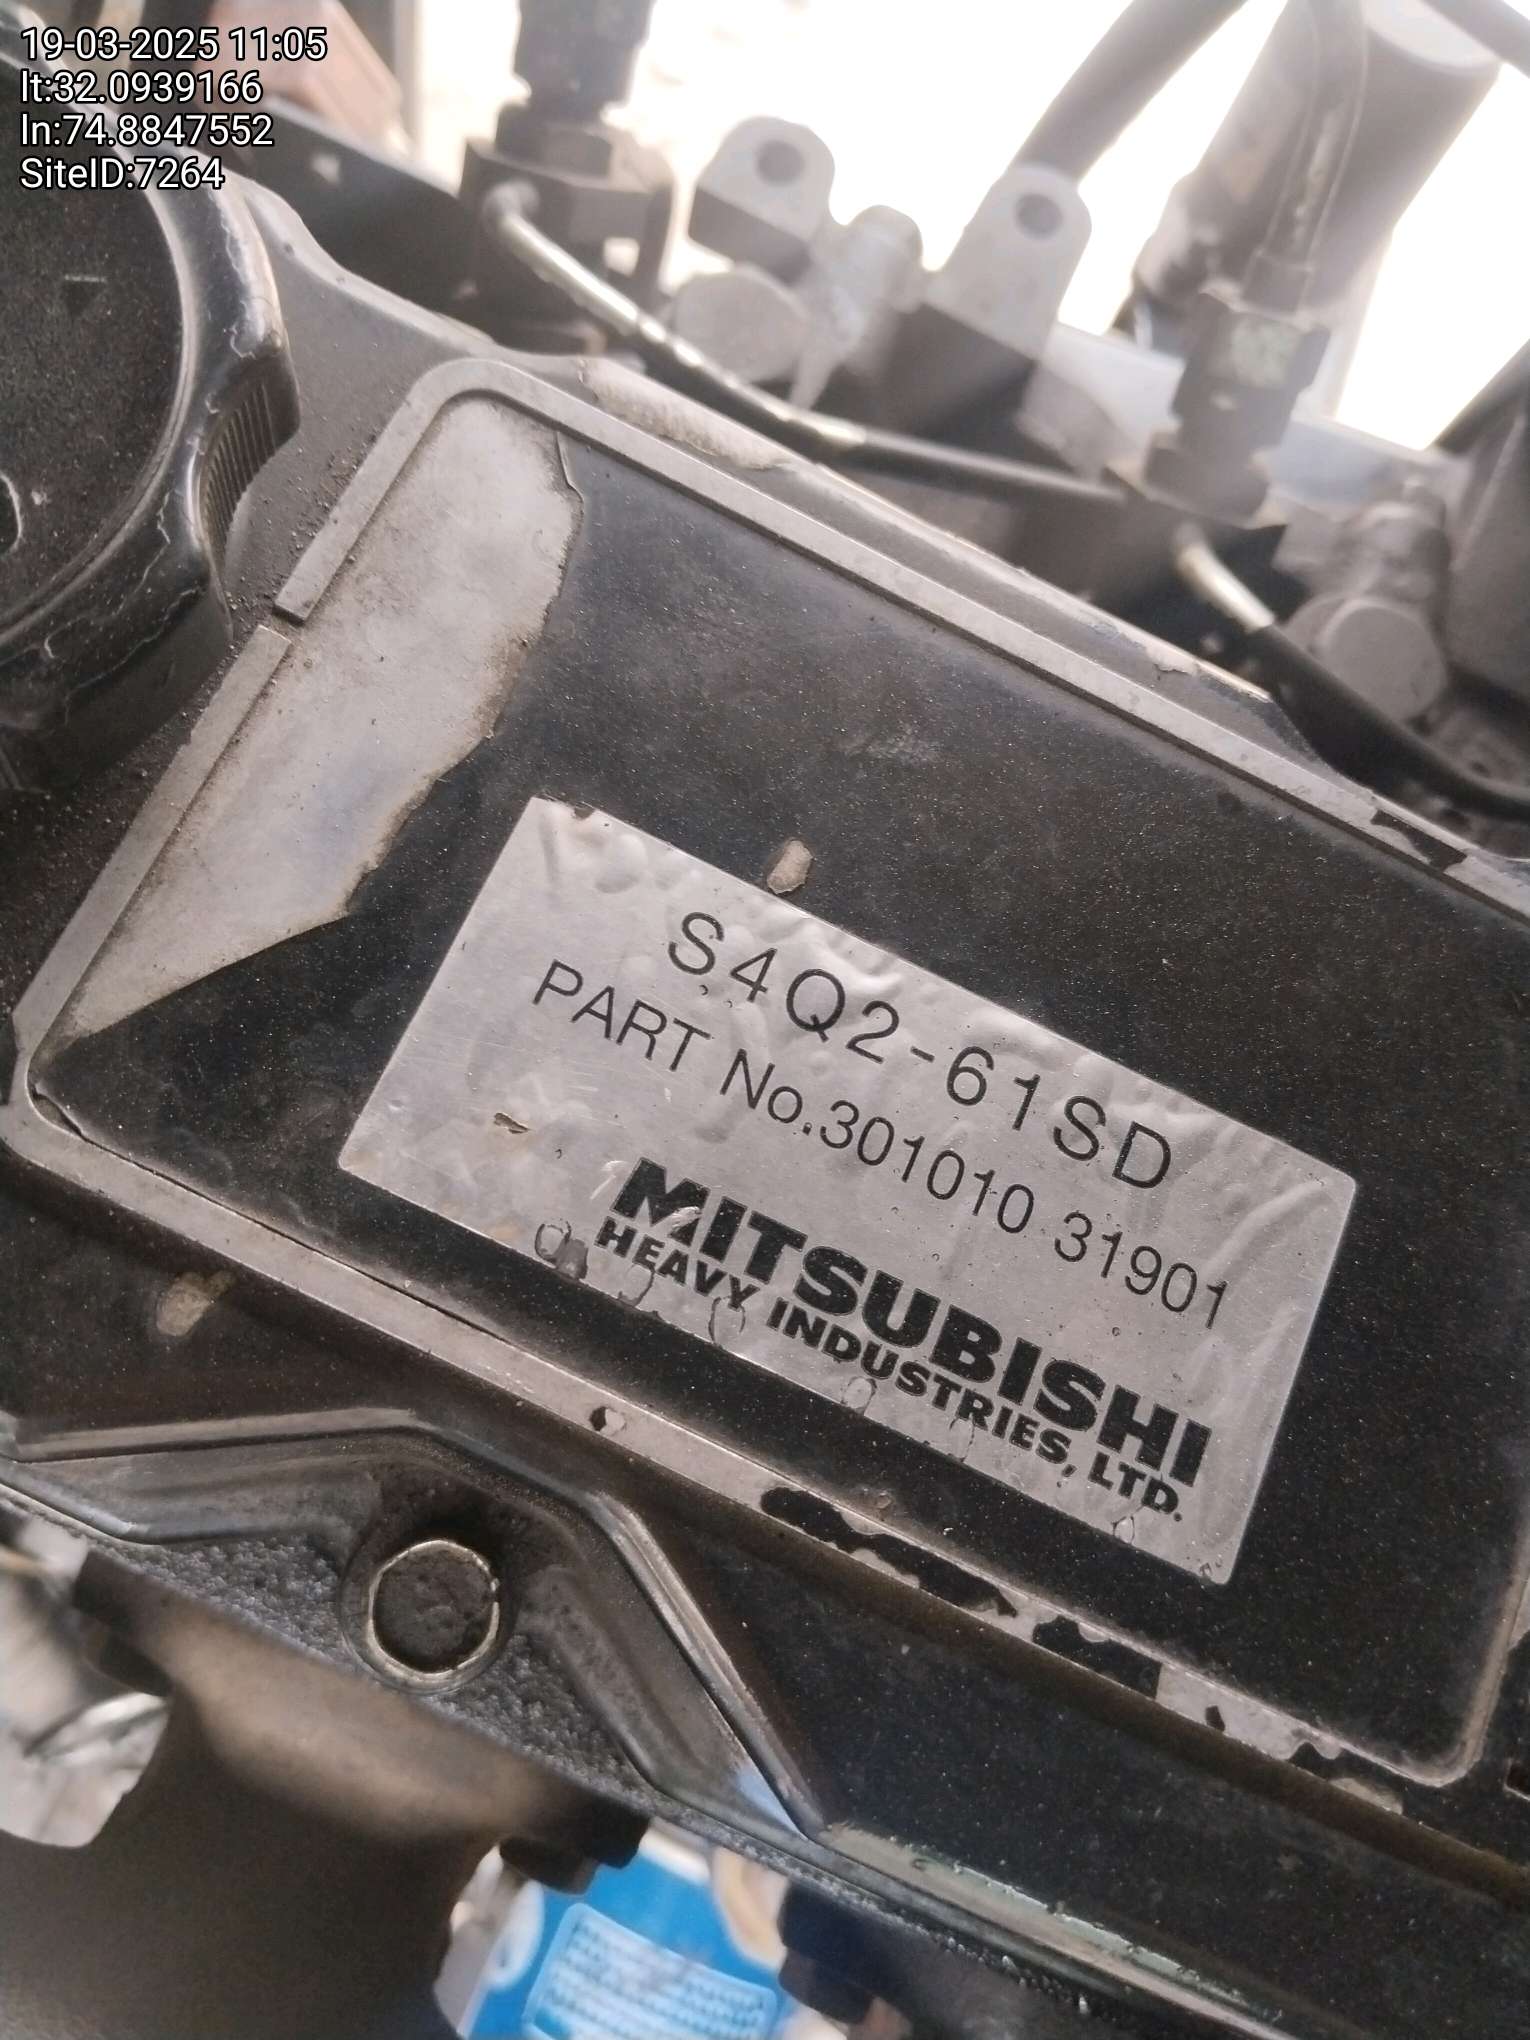 19-03-2025 11:05
lt:32.0939166
ln:74.8847552
SiteID:7264
S4Q2-61SD
PART No.301010 31901
MITSUBISHI
HEAVY INDUSTRIES, LTD.